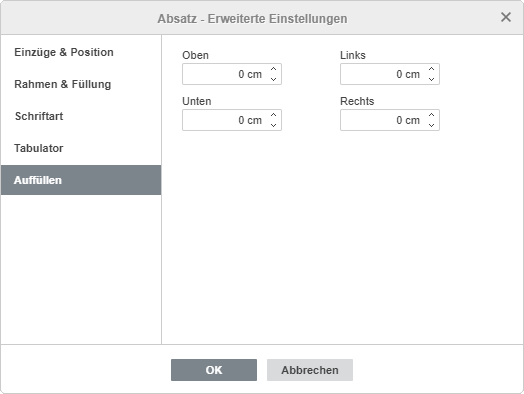 Absatz - Erweiterte Einstellungen
Einzüge & Position
Rahmen & Füllung
Schriftart
Tabulator
Auffüllen
Oben
Links
0 cm
0 cm
Unten
Rechts
0 cm
0 cm
OK
Abbrechen